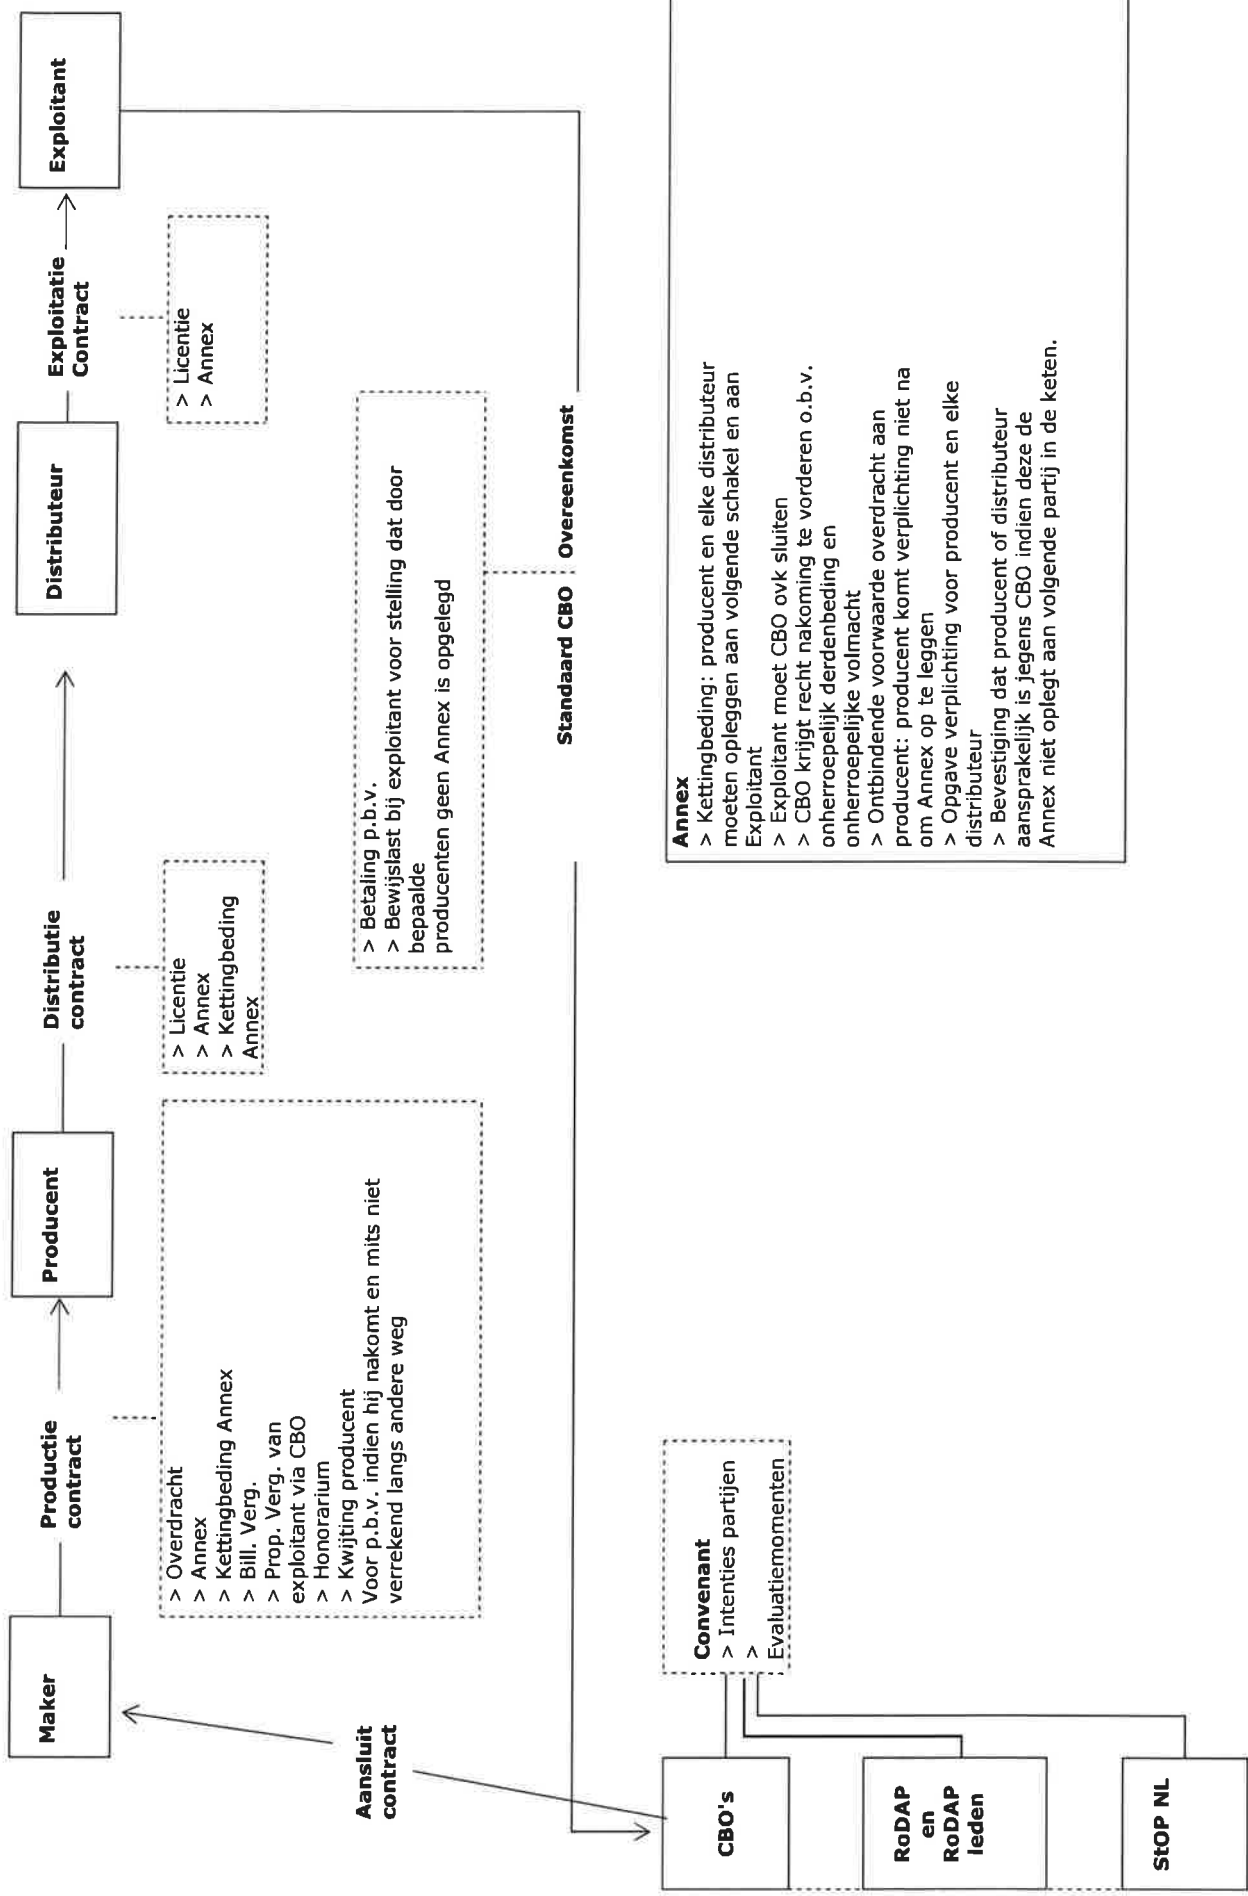 Maker
Productie
contract
Producent
Distributie
contract
Distributeur
Exploitatie
Contract
Exploitant
> Overdracht
> Annex
> Kettingbeding Annex
> Bill. Verg.
> Prop. Verg. van
exploitant via CBO
> Honorarium
> Kwijting producent
Voor p.b.v. indien hij nakomt en mits niet
verrekend langs andere weg
> Licentie
> Annex
> Kettingbeding
Annex
> Licentie
> Annex
> Betaling p.b.v.
> Bewijslast bij exploitant voor stelling dat door
bepaalde
producenten geen Annex is opgelegd
Aansluit
contract
Standaard CBO Overeenkomst
CBO's
RoDAP
en
RoDAP
leden
StOP NL
Convenant
> Intenties partijen
>
Evaluatiemomenten
Annex
> Kettingbeding: producent en elke distributeur
moeten opleggen aan volgende schakel en aan
Exploitant
> Exploitant moet CBO ovk sluiten
> CBO krijgt recht nakoming te vorderen o.b.v.
onherroepelijk derdenbeding en
onherroepelijke volmacht
> Ontbindende voorwaarde overdracht aan
producent: producent komt verplichting niet na
om Annex op te leggen
> Opgave verplichting voor producent en elke
distributeur
> Bevestiging dat producent of distributeur
aansprakelijk is jegens CBO indien deze de
Annex niet oplegt aan volgende partij in de keten.